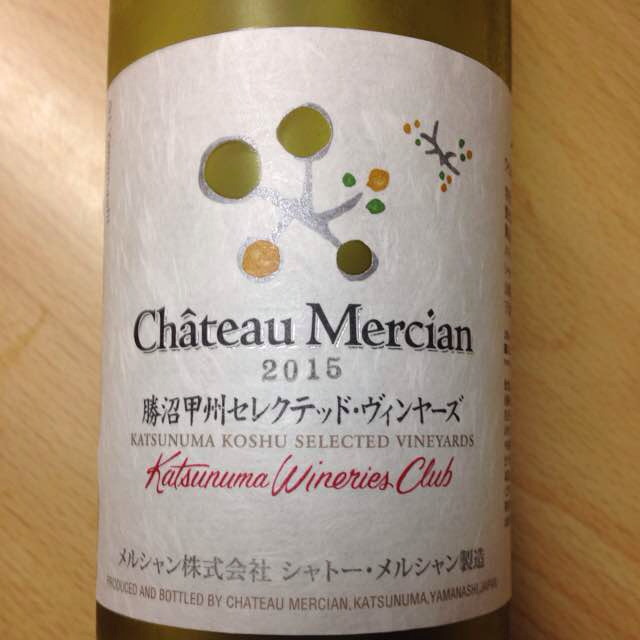 Château Mercian
2015
勝沼甲州セレクテッド・ヴィンヤーズ
KATSUNUMA KOSHU SELECTED VINEYARDS
Katsunuma Wineries Club
メルシャン株式会社 シャトー・メルシャン製造
PRODUCED AND BOTTLED BY CHATEAU MERCIAN, KATSUNUMA, YAMANASHI, JAPAN